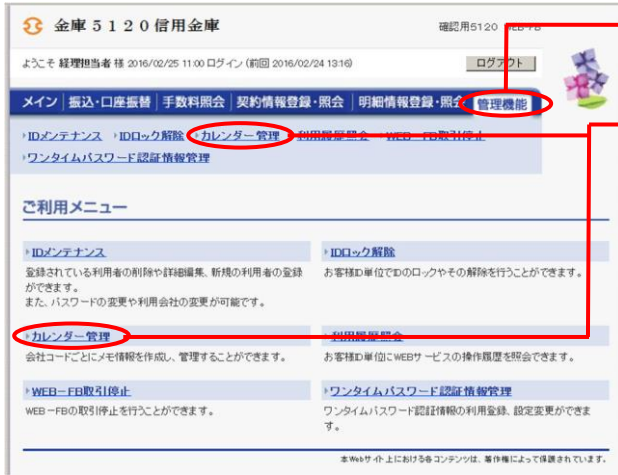 金庫5120信用金庫
確認用5120 WEB-FB
ようこそ 経理担当者 様 2016/02/25 11:00 ログイン (前回 2016/02/24 13:16)
ログアウト
メイン 振込・口座振替 手数料照会 契約情報登録・照会 明細情報登録・照会 管理機能
IDメンテナンス IDロック解除 カレンダー管理 利用履歴照会 WEB-FB取引停止
ワンタイムパスワード認証情報管理
ご利用メニュー
IDメンテナンス
登録されている利用者の削除や詳細編集、新規の利用者の登録
ができます。
また、パスワードの変更や利用会社の変更が可能です。
IDロック解除
お客様ID単位でIDのロックやその解除を行うことができます。
カレンダー管理
会社コードごとにメモ情報を作成し、管理することができます。
利用履歴照会
お客様ID単位にWEBサービスの操作履歴を照会できます。
WEB-FB取引停止
WEB-FBの取引停止を行うことができます。
ワンタイムパスワード認証情報管理
ワンタイムパスワード認証情報の利用登録、設定変更ができま
す。
本Webサイト上における各コンテンツは、著作権によって保護されています。